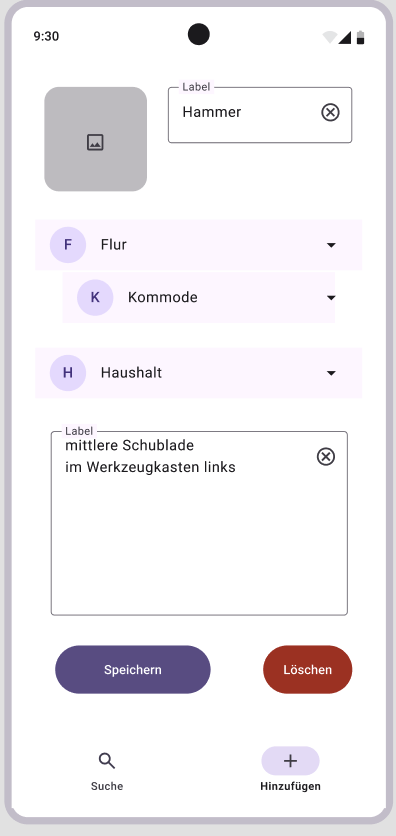 9:30
Label
Hammer
F Flur
K Kommode
H Haushalt
Label
mittlere Schublade
im Werkzeugkasten links
Speichern Löschen
Suche Hinzufügen